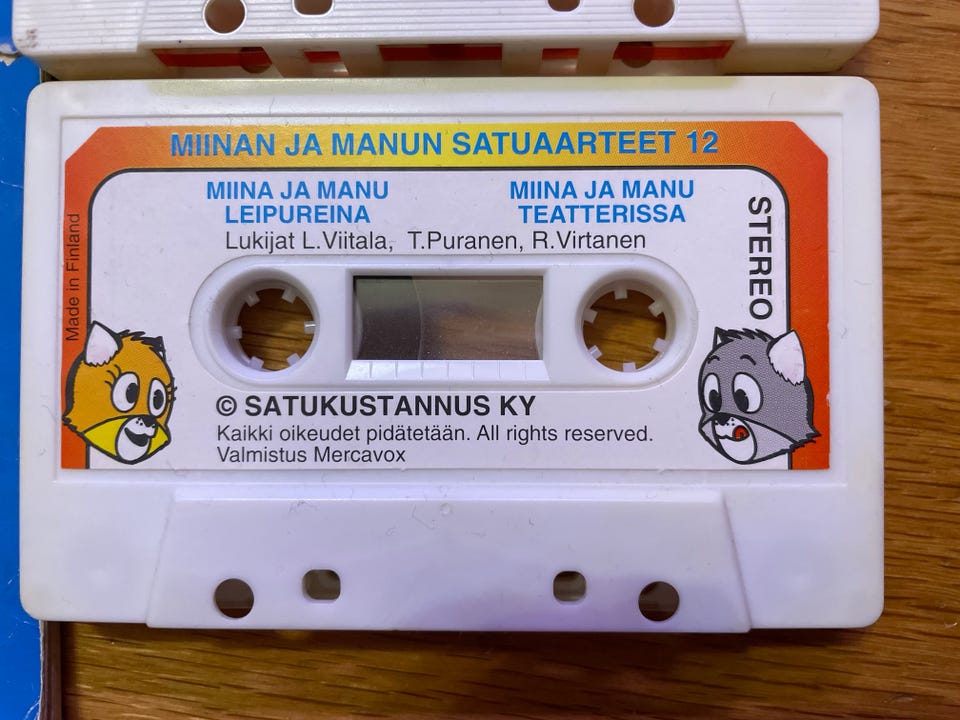 MIINAN JA MANUN SATUAARTEET 12
MIINA JA MANU
LEIPUREINA
MIINA JA MANU
TEATTERISSA
Lukijat L.Viitala, T.Puranen, R.Virtanen
STEREO
Made in Finland
© SATUKUSTANNUS KY
Kaikki oikeudet pidätetään. All rights reserved.
Valmistus Mercavox